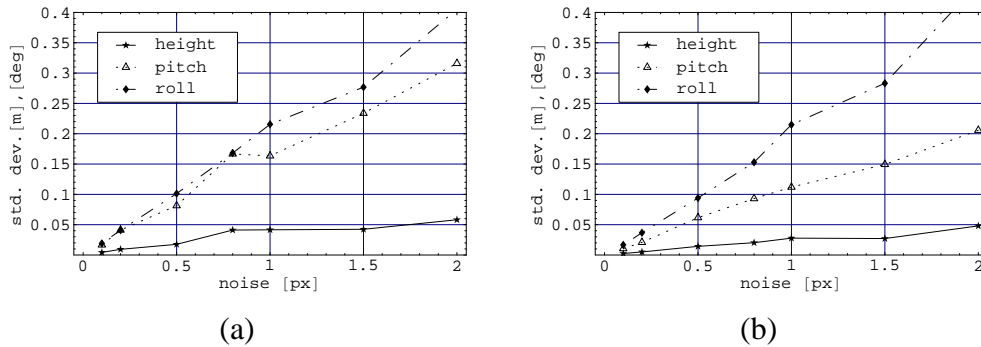 0.4
0.35
0.3
0.25
0.2
0.15
0.1
0.05
std. dev.[m],[deg]
height
pitch
roll
0 0.5 1 1.5 2
noise [px]
(a)
0.4
0.35
0.3
0.25
0.2
0.15
0.1
0.05
std. dev.[m],[deg]
height
pitch
roll
0 0.5 1 1.5 2
noise [px]
(b)